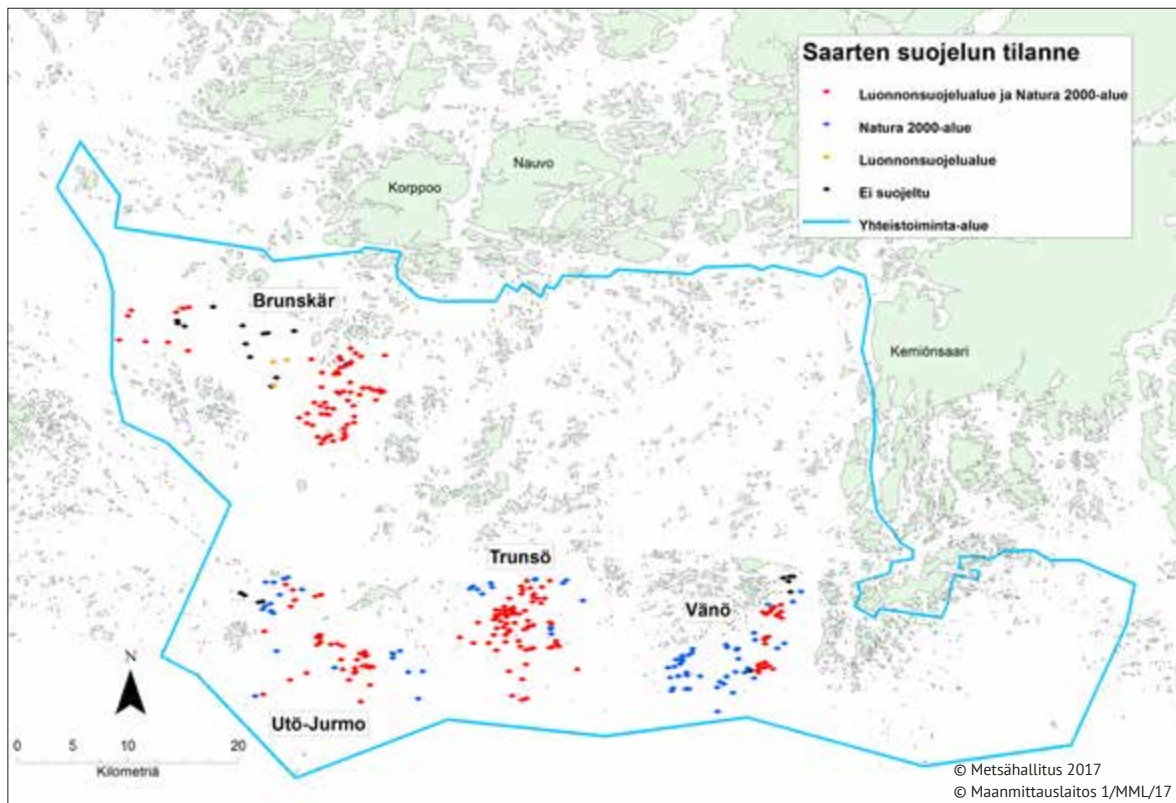 Saarten suojelun tilanne
Luonnonsuojelualue ja Natura 2000-alue
Natura 2000-alue
Luonnonsuojelualue
Ei suojeltu
Yhteistoiminta-alue
Nauvo
Korppoo
Brunskär
Kemiönsaari
Trunsö
Vänö
Utö-Jurmo
N
0 5 10 20
Kilometriä
© Metsähallitus 2017
© Maanmittauslaitos 1/MML/17